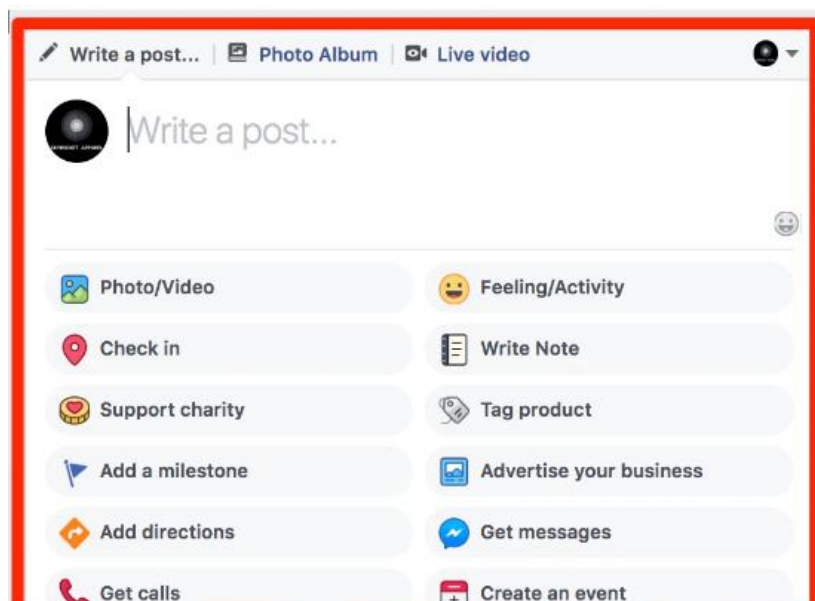 Write a post... Photo Album Live video
Write a post...
Photo/Video Feeling/Activity
Check in Write Note
Support charity Tag product
Add a milestone Advertise your business
Add directions Get messages
Get calls Create an event